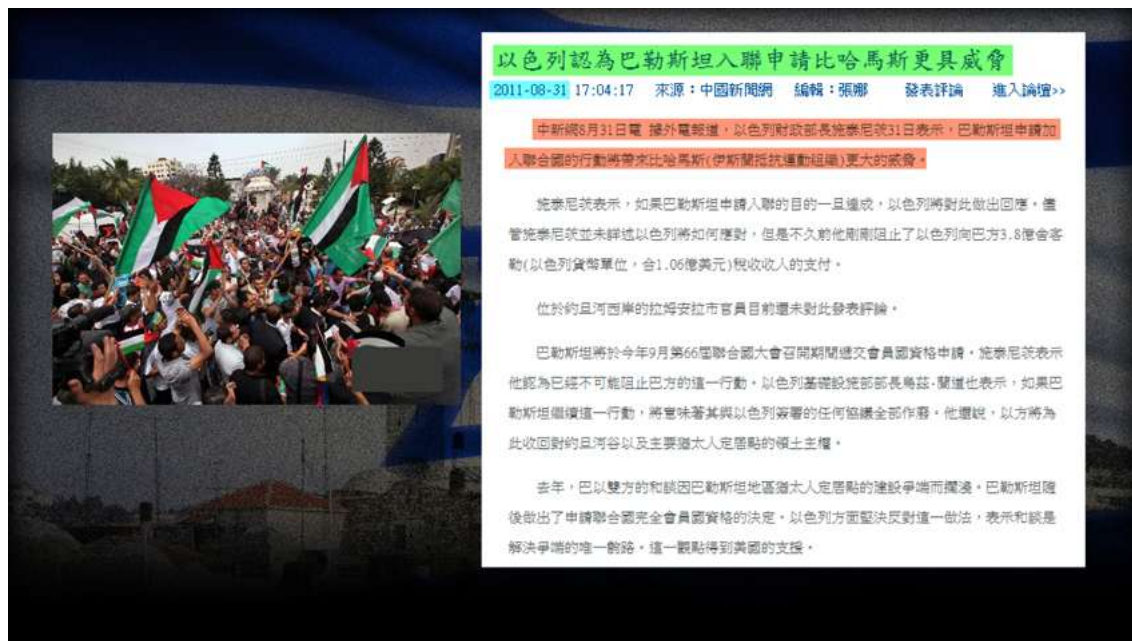 以色列認為巴勒斯坦入聯申請比哈馬斯更具威脅
2011-08-31 17:04:17 來源：中國新聞網 編輯：張娜 發表評論 進入論壇>>
中新網8月31日電 據外電報道，以色列財政部長施泰尼茨31日表示，巴勒斯坦申請加
入聯合國的行動將帶來比哈馬斯(伊斯蘭抵抗運動組織)更大的威脅。
施泰尼茨表示，如果巴勒斯坦申請入聯的目的一旦達成，以色列將對此做出回應。儘
管施泰尼茨並未詳述以色列將如何應對，但是不久前他剛剛阻止了以色列向巴方3.8億舍客
勒(以色列貨幣單位，合1.06億美元)稅收收入的支付。
位於約旦河西岸的拉姆安拉市官員目前還未對此發表評論。
巴勒斯坦將於今年9月第66屆聯合國大會召開期間遞交會員國資格申請。施泰尼茨表示
他認為已經不可能阻止巴方的這一行動。以色列基礎設施部部長烏茲·蘭道也表示，如果巴
勒斯坦繼續這一行動，將意味著其與以色列簽署的任何協議全部作廢。他還說，以方將為
此收回對約旦河谷以及主要猶太人定居點的領土主權。
去年，巴以雙方的和談因巴勒斯坦地區猶太人定居點的建設爭端而擱淺。巴勒斯坦隨
後做出了申請聯合國完全會員國資格的決定。以色列方面堅決反對這一做法，表示和談是
解決爭端的唯一齣路。這一觀點得到美國的支援。